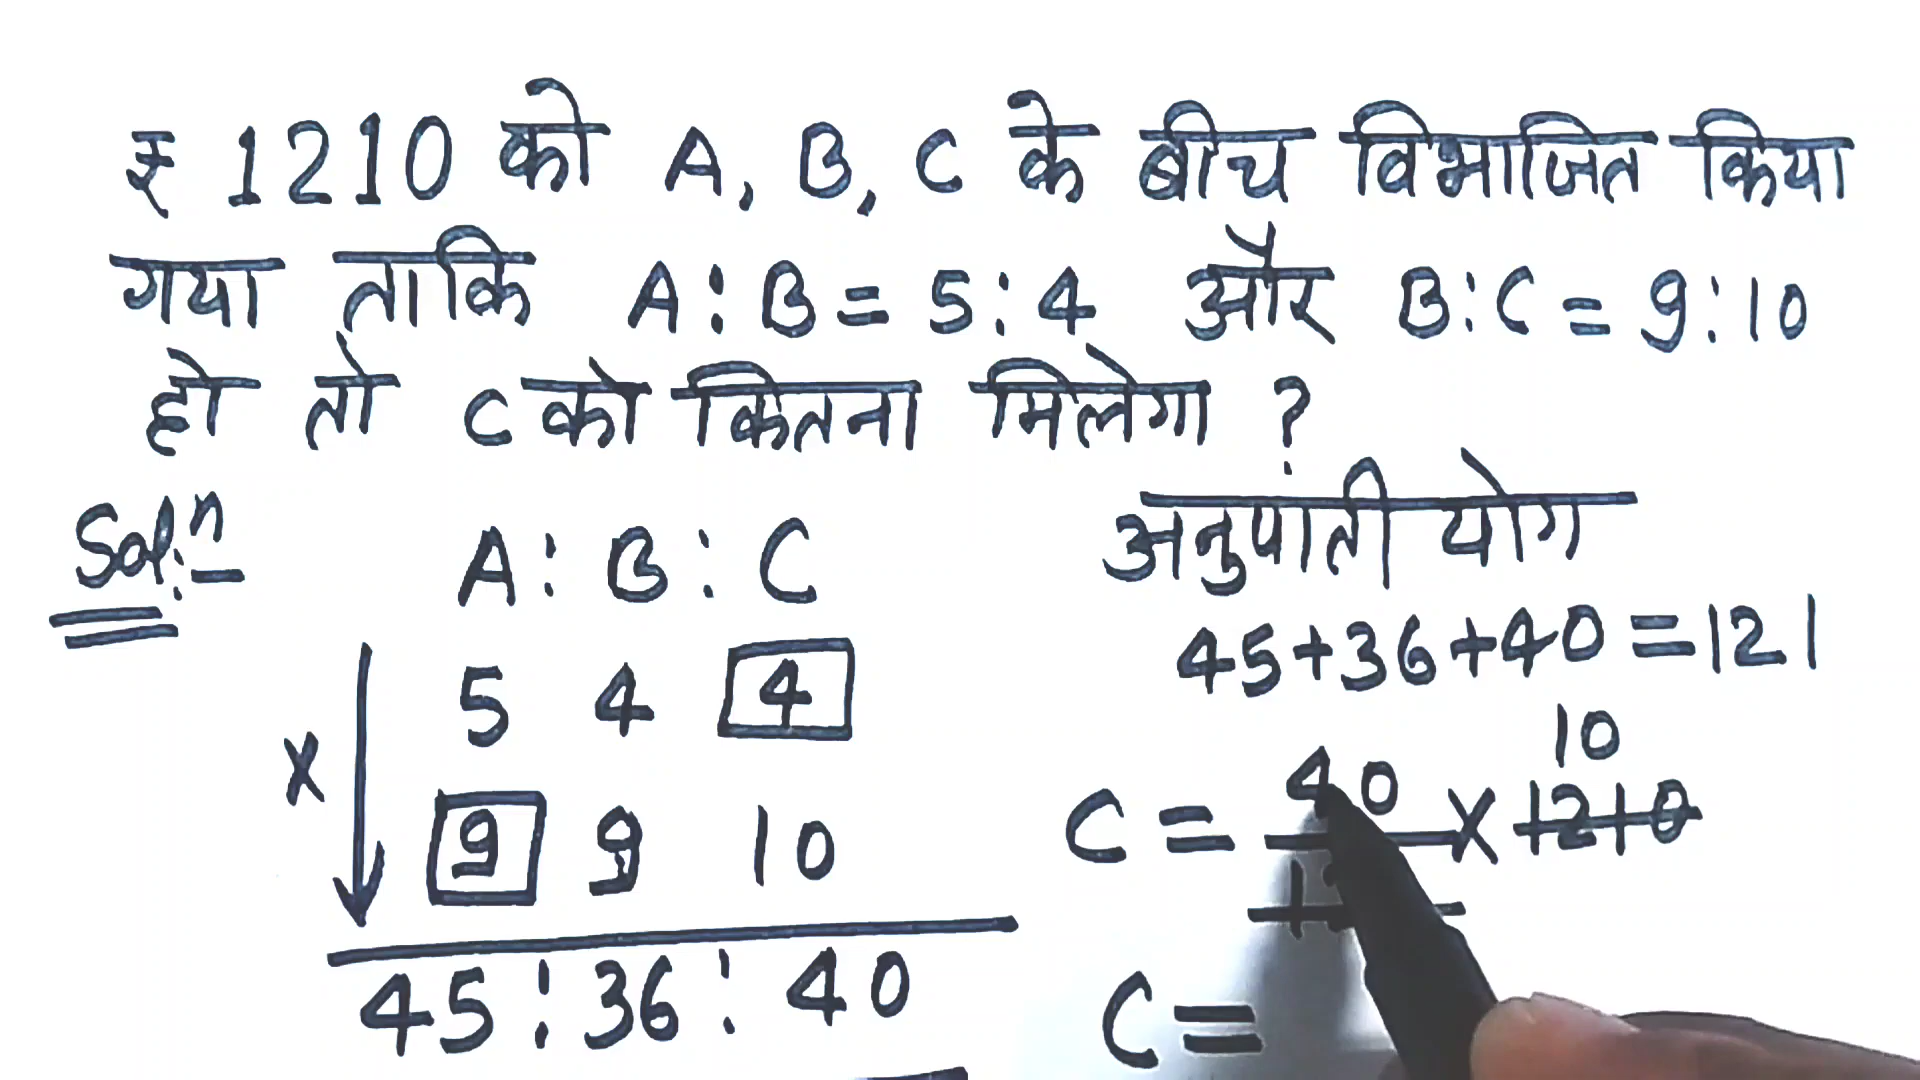 ₹ 1210 को A, B, C के बीच विभाजित किया
गया ताकि A:B = 5:4 और B:C = 9:10
हो तो C को कितना मिलेगा ?
Sol:n
A : B : C
5 4 4
x
9 9 10
45 : 36 : 40
अनुपाती योग
45+36+40 = 121
10
C = 40 x 1210
C =